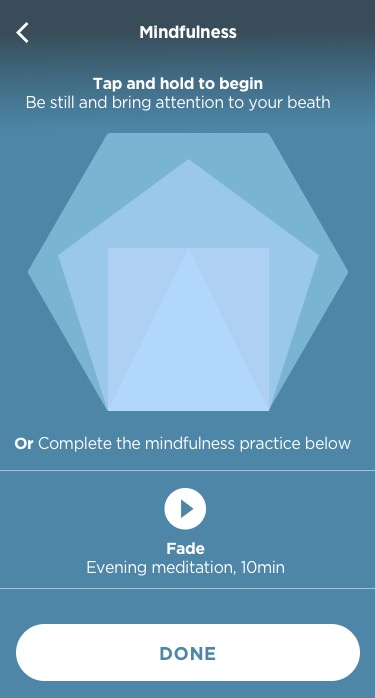 Mindfulness
Tap and hold to begin
Be still and bring attention to your beath
Or Complete the mindfulness practice below
Fade
Evening meditation, 10min
DONE